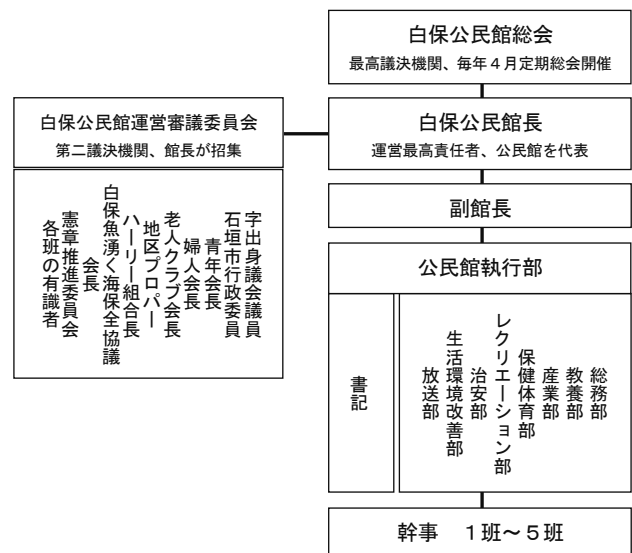 白保公民館総会
最高議決機関、毎年４月定期総会開催
白保公民館運営審議委員会
第二議決機関、館長が招集
白保公民館長
運営最高責任者、公民館を代表
字出身議会議員
石垣市行政委員
青年会長
婦人会長
老人クラブ会長
地区プロパー
ハーリー組合長
白保魚湧く海保全協議
会長
憲章推進委員会
各班の有識者
副館長
公民館執行部
総務部
教養部
産業部
保健体育部
レクリエーション部
治安部
生活環境改善部
放送部
書記
幹事　１班～５班